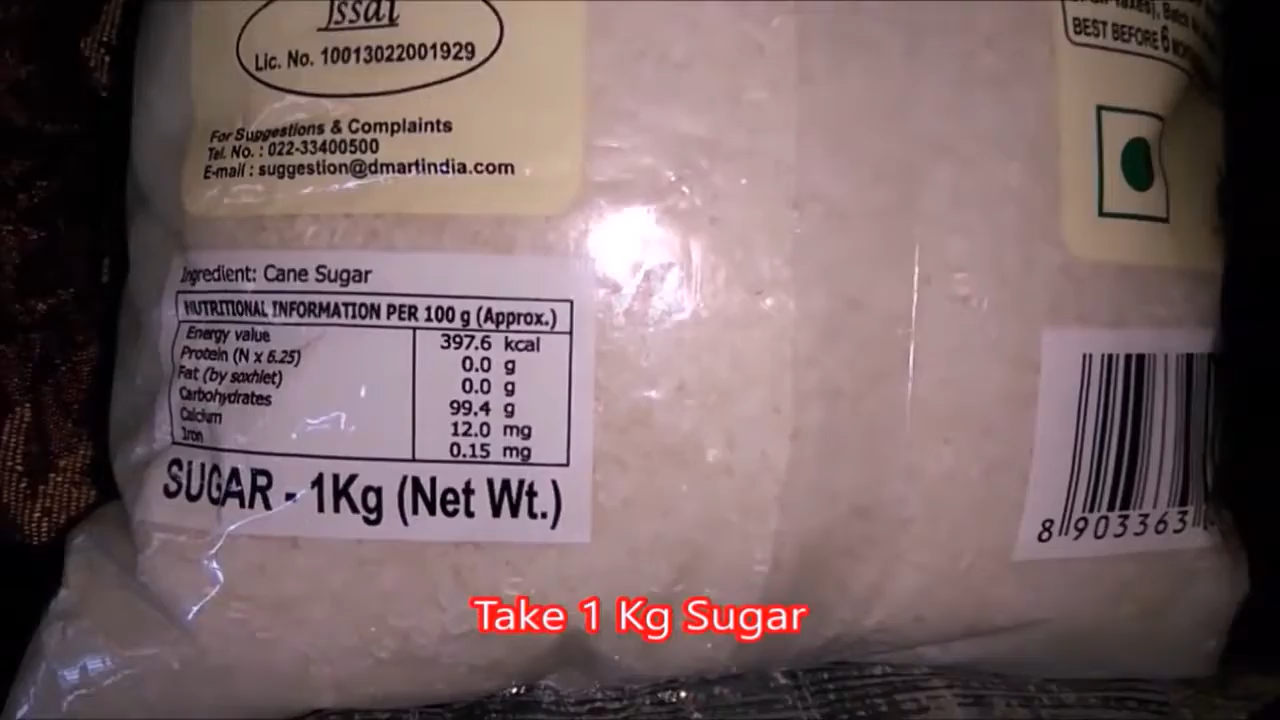 fssai
Lic. No. 10013022001929
For Suggestions & Complaints
Tel. No. : 022-33400500
E-mail : suggestion@dmartindia.com
BEST BEFORE 6
Ingredient: Cane Sugar
NUTRITIONAL INFORMATION PER 100 g (Approx.)
Energy value 397.6 kcal
Protein (N x 6.25) 0.0 g
Fat (by soxhlet) 0.0 g
Carbohydrates 99.4 g
Calcium 12.0 mg
Iron 0.15 mg
SUGAR - 1Kg (Net Wt.)
8 903363
Take 1 Kg Sugar